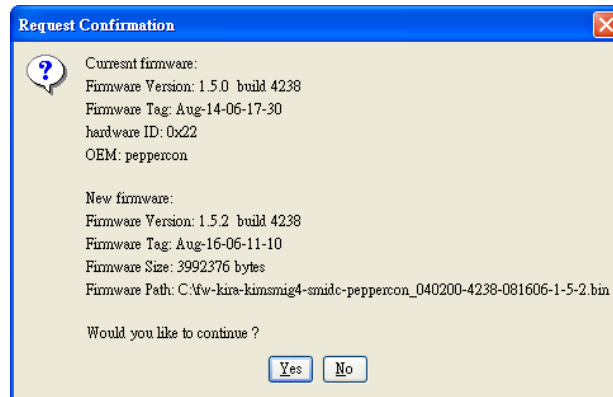 Request Confirmation
Curresnt firmware:
Firmware Version: 1.5.0 build 4238
Firmware Tag: Aug-14-06-17-30
hardware ID: 0x22
OEM: peppercon
New firmware:
Firmware Version: 1.5.2 build 4238
Firmware Tag: Aug-16-06-11-10
Firmware Size: 3992376 bytes
Firmware Path: C:\fw-kira-kimsmig4-smidc-peppercon_040200-4238-081606-1-5-2.bin
Would you like to continue ?
Yes No